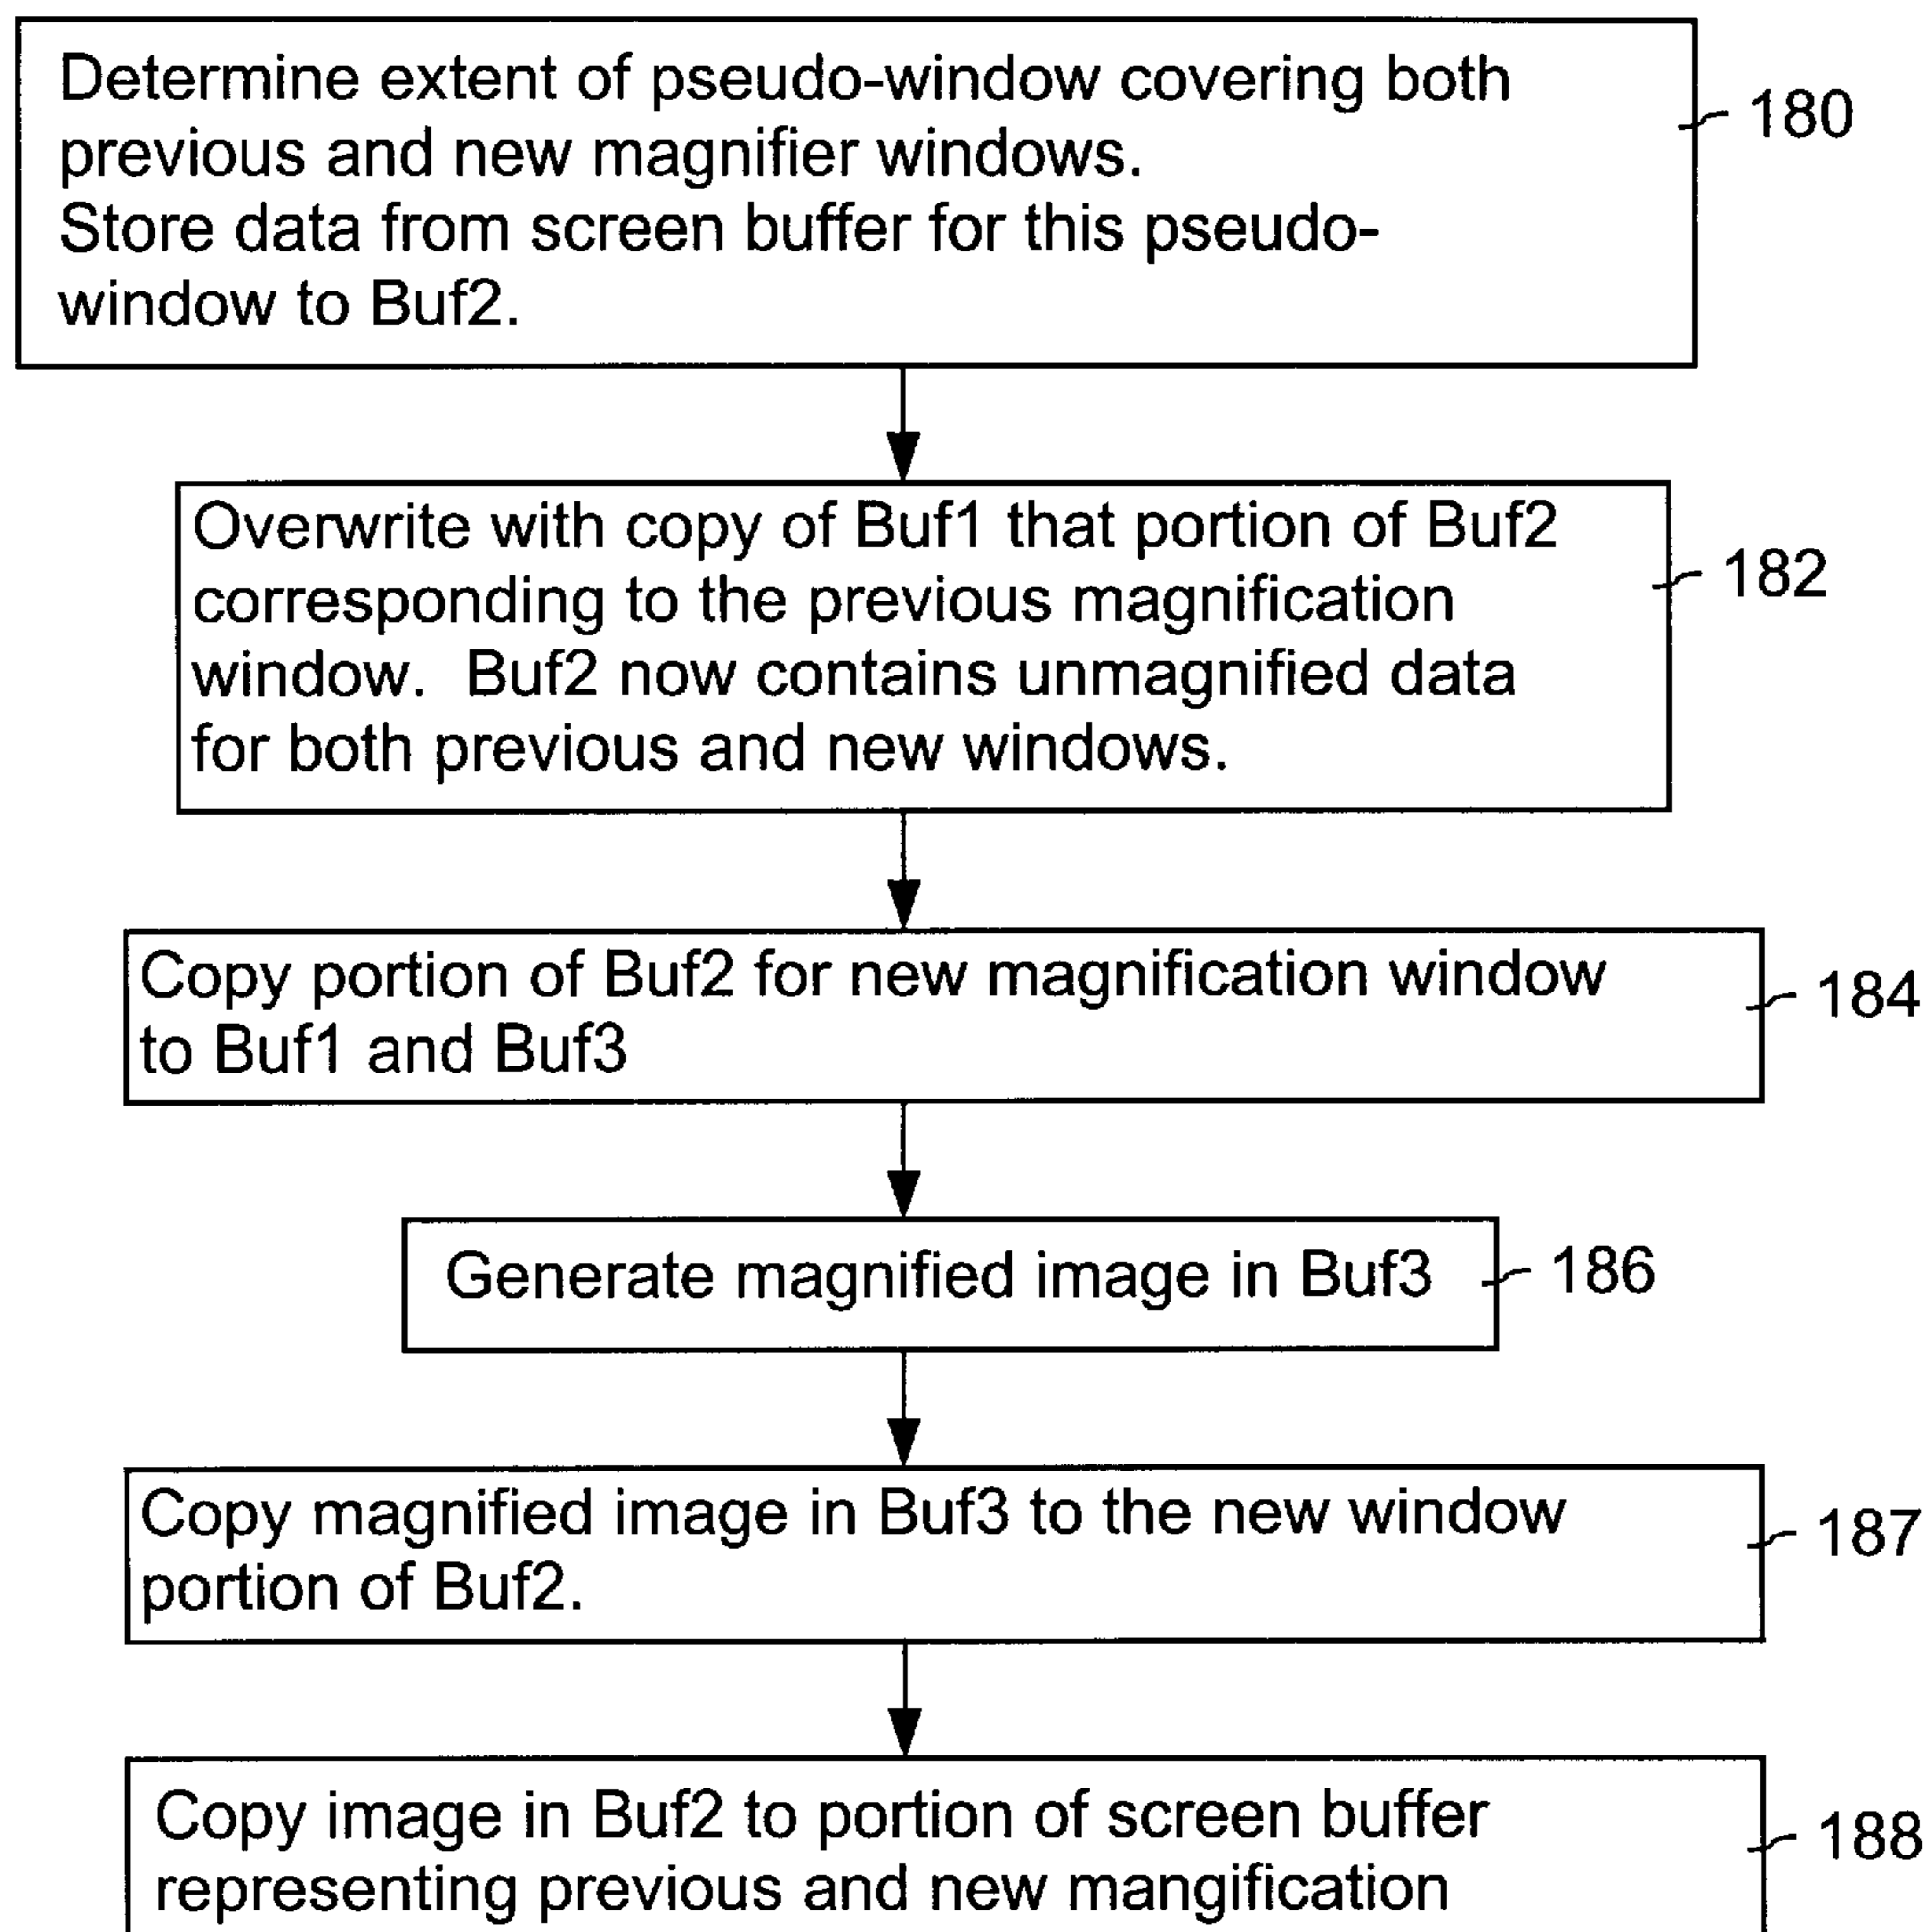 Determine extent of pseudo-window covering both
previous and new magnifier windows.
Store data from screen buffer for this pseudo-
window to Buf2.
180
Overwrite with copy of Buf1 that portion of Buf2
corresponding to the previous magnification
window.  Buf2 now contains unmagnified data
for both previous and new windows.
182
Copy portion of Buf2 for new magnification window
to Buf1 and Buf3
184
Generate magnified image in Buf3
186
Copy magnified image in Buf3 to the new window
portion of Buf2.
187
Copy image in Buf2 to portion of screen buffer
representing previous and new mangification
188